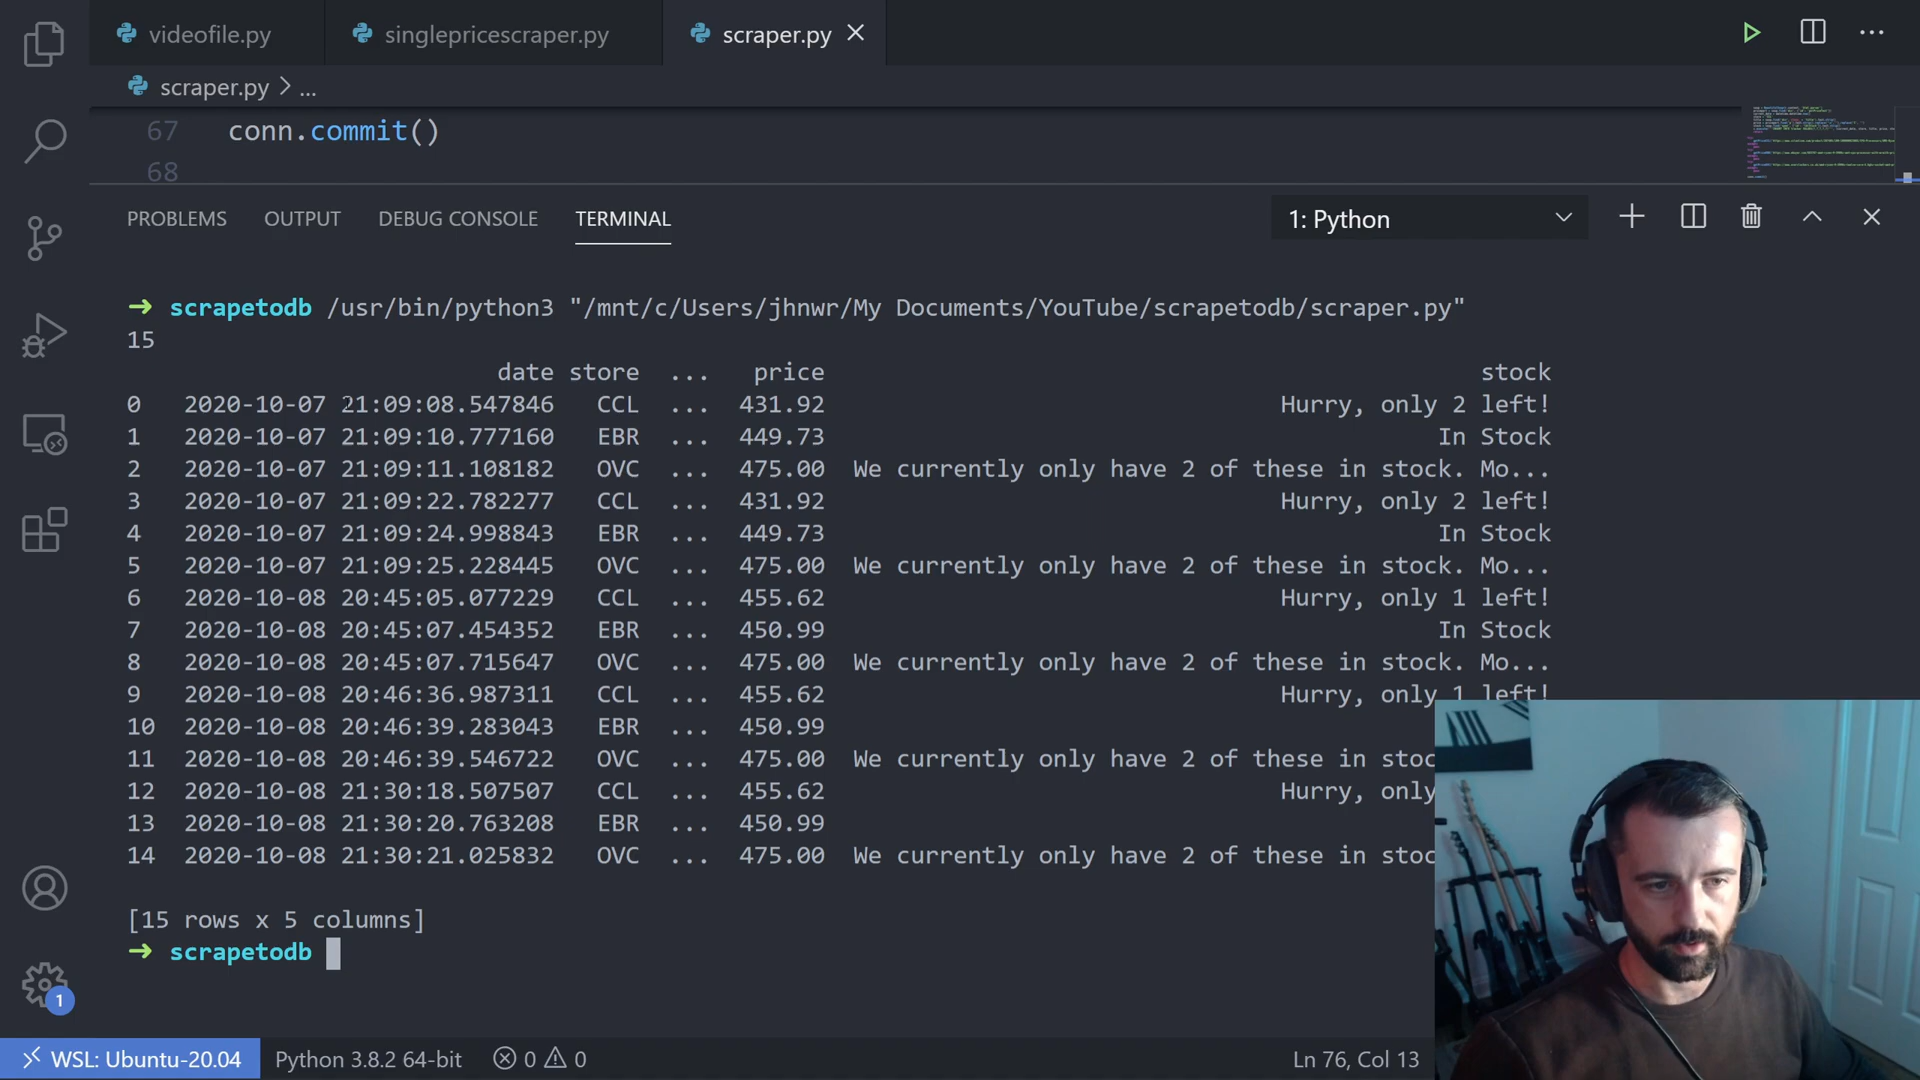 videofile.py singlepricescraper.py scraper.py
scraper.py > ...
67 conn.commit()
68
PROBLEMS OUTPUT DEBUG CONSOLE TERMINAL 1: Python
→ scrapetodb /usr/bin/python3 "/mnt/c/Users/jhnwr/My Documents/YouTube/scrapetodb/scraper.py"
15
date store ... price stock
0 2020-10-07 21:09:08.547846 CCL ... 431.92 Hurry, only 2 left!
1 2020-10-07 21:09:10.777160 EBR ... 449.73 In Stock
2 2020-10-07 21:09:11.108182 OVC ... 475.00 We currently only have 2 of these in stock. Mo...
3 2020-10-07 21:09:22.782277 CCL ... 431.92 Hurry, only 2 left!
4 2020-10-07 21:09:24.998843 EBR ... 449.73 In Stock
5 2020-10-07 21:09:25.228445 OVC ... 475.00 We currently only have 2 of these in stock. Mo...
6 2020-10-08 20:45:05.077229 CCL ... 455.62 Hurry, only 1 left!
7 2020-10-08 20:45:07.454352 EBR ... 450.99 In Stock
8 2020-10-08 20:45:07.715647 OVC ... 475.00 We currently only have 2 of these in stock. Mo...
9 2020-10-08 20:46:36.987311 CCL ... 455.62 Hurry, only 1 left!
10 2020-10-08 20:46:39.283043 EBR ... 450.99
11 2020-10-08 20:46:39.546722 OVC ... 475.00 We currently only have 2 of these in stoc
12 2020-10-08 21:30:18.507507 CCL ... 455.62 Hurry, only
13 2020-10-08 21:30:20.763208 EBR ... 450.99
14 2020-10-08 21:30:21.025832 OVC ... 475.00 We currently only have 2 of these in stoc
[15 rows x 5 columns]
→ scrapetodb
1
WSL: Ubuntu-20.04 Python 3.8.2 64-bit 0 0 Ln 76, Col 13